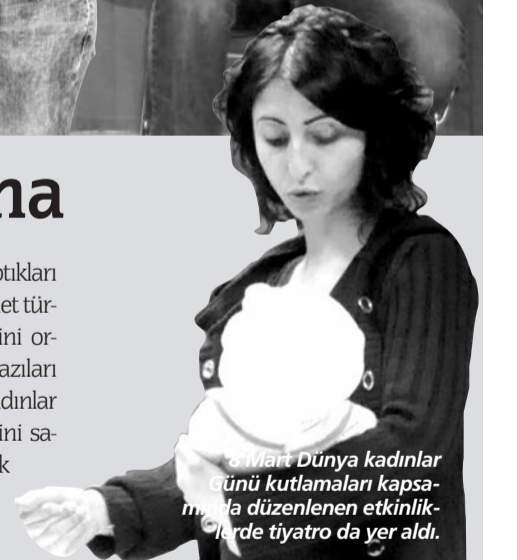 na
ptıkları
et tür-
ini or-
azıları
dınlar
ini sa-
k
8 Mart Dünya kadınlar
Günü kutlamaları kapsa-
mında düzenlenen etkinlik-
lerde tiyatro da yer aldı.